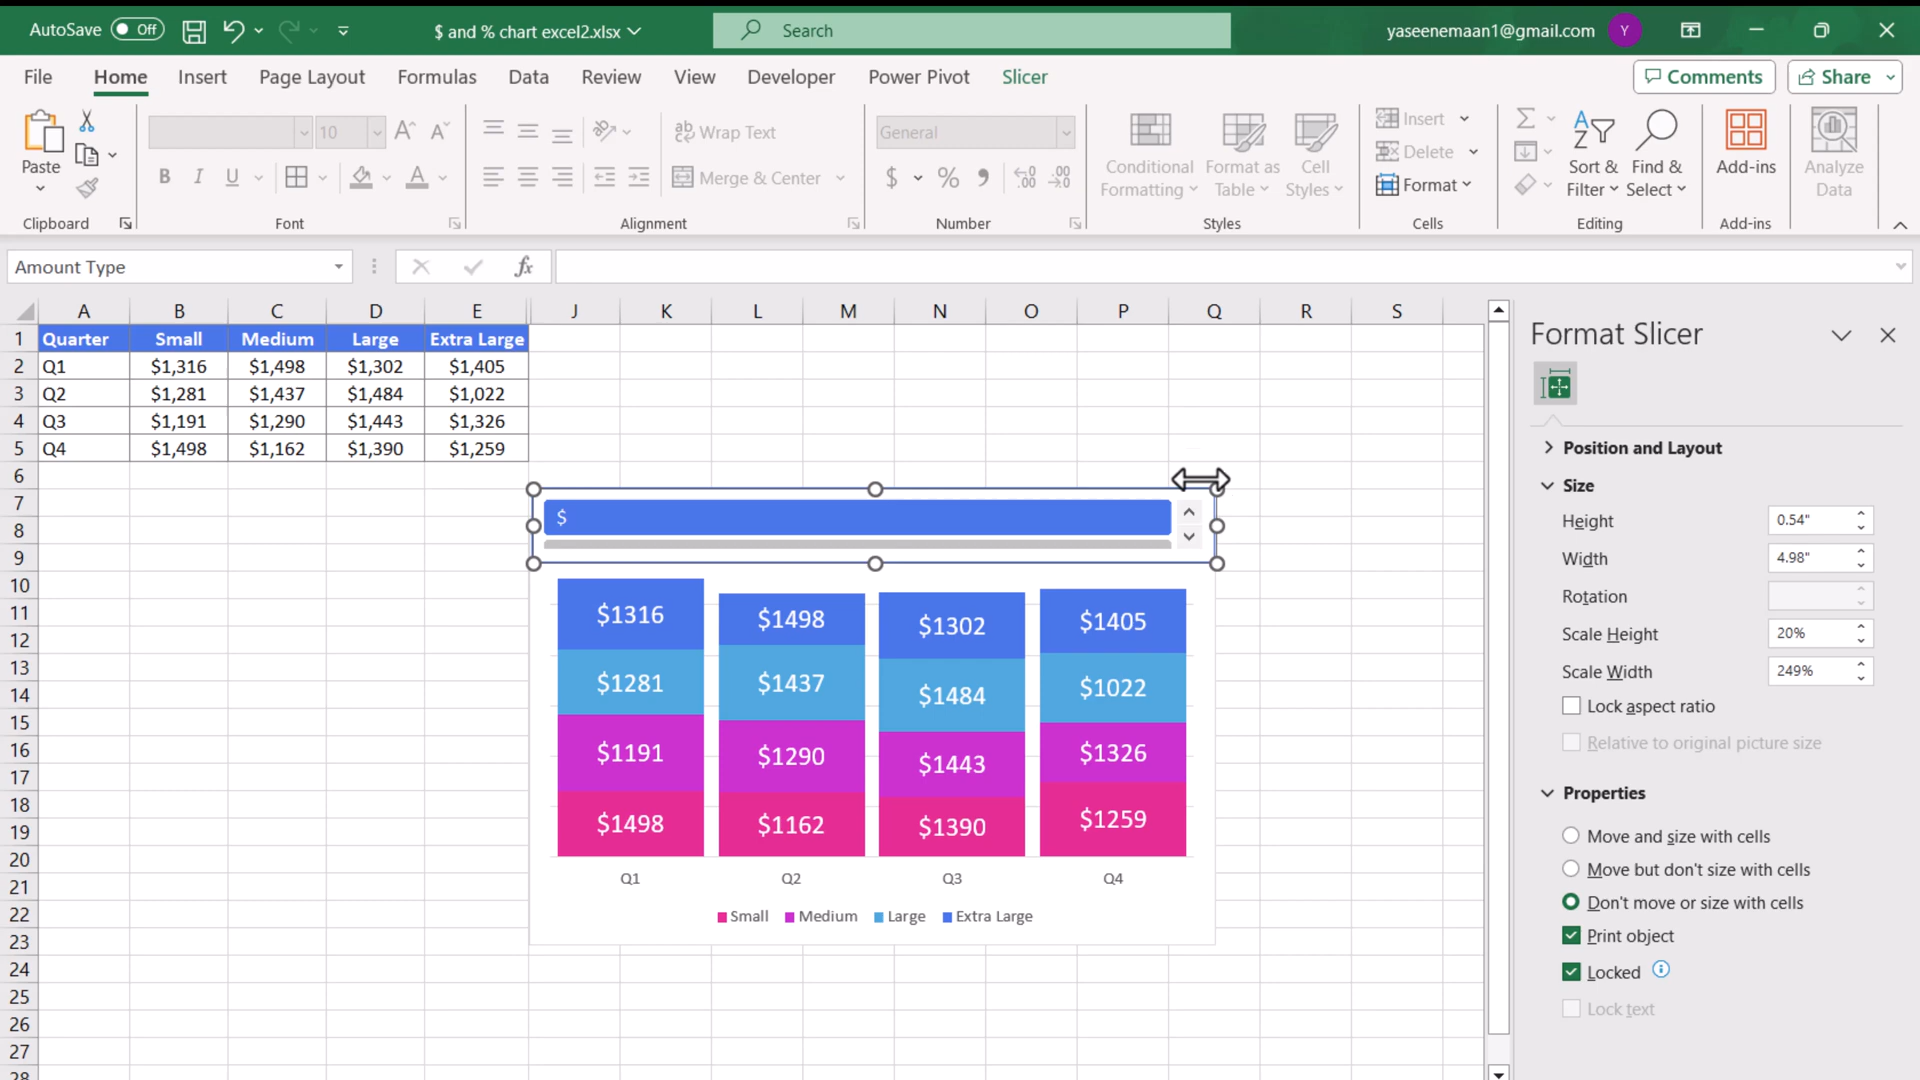 AutoSave Off $ and % chart excel2.xlsx Search yaseenemaan1@gmail.com Y
File Home Insert Page Layout Formulas Data Review View Developer Power Pivot Slicer Comments Share
Paste 10 Wrap Text General Conditional Formatting Format as Table Cell Styles Insert Sort & Filter Find & Select Add-ins Analyze Data
B I U Merge & Center $ % Delete
Format
Clipboard Font Alignment Number Styles Cells Editing Add-ins
Amount Type fx
A B C D E J K L M N O P Q R S
1 Quarter Small Medium Large Extra Large
2 Q1 $1,316 $1,498 $1,302 $1,405
3 Q2 $1,281 $1,437 $1,484 $1,022
4 Q3 $1,191 $1,290 $1,443 $1,326
5 Q4 $1,498 $1,162 $1,390 $1,259
6
7
8
9
10
11
12
13
14
15
16
17
18
19
20
21
22
23
24
25
26
27
28
$
$1316 $1498 $1302 $1405
$1281 $1437 $1484 $1022
$1191 $1290 $1443 $1326
$1498 $1162 $1390 $1259
Q1 Q2 Q3 Q4
Small Medium Large Extra Large
Format Slicer
Position and Layout
Size
Height 0.54"
Width 4.98"
Rotation
Scale Height 20%
Scale Width 249%
Lock aspect ratio
Relative to original picture size
Properties
Move and size with cells
Move but don't size with cells
Don't move or size with cells
Print object
Locked
Lock text